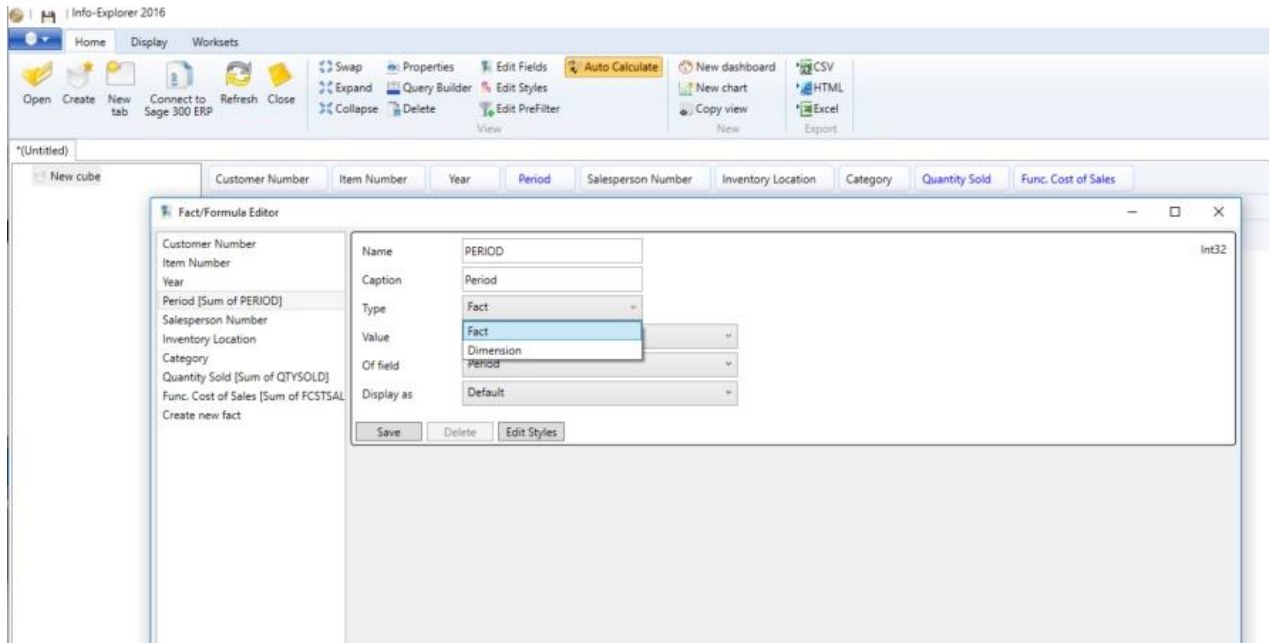 Info-Explorer 2016
Home Display Worksets
Swap Properties Edit Fields Auto Calculate New dashboard CSV
Expand Query Builder Edit Styles New chart HTML
Collapse Delete Edit PreFilter Copy view Excel
Open Create New tab Connect to Sage 300 ERP Refresh Close
View New Export
*(Untitled)
New cube Customer Number Item Number Year Period Salesperson Number Inventory Location Category Quantity Sold Func. Cost of Sales
Fact/Formula Editor
Customer Number
Item Number
Year
Period [Sum of PERIOD]
Salesperson Number
Inventory Location
Category
Quantity Sold [Sum of QTYSOLD]
Func. Cost of Sales [Sum of FCSTSAL
Create new fact
Name PERIOD Int32
Caption Period
Type Fact
Fact
Value
Dimension
Of field Period
Display as Default
Save Delete Edit Styles